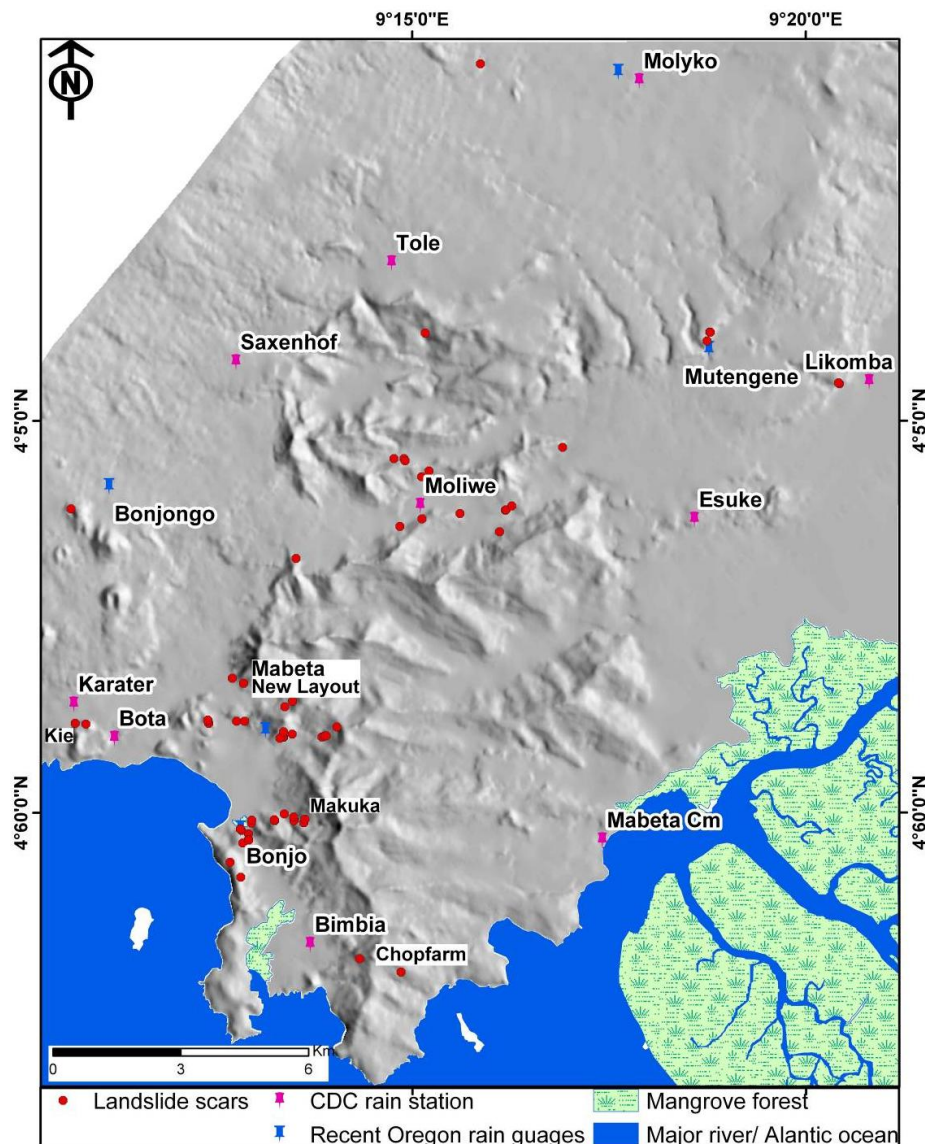 9°15'0"E
9°20'0"E
N
Molyko
Tole
Saxenhof
Mutengene
Likomba
4°5'0"N
4°5'0"N
Bonjongo
Moliwe
Esuke
Mabeta
New Layout
Karater
Bota
Kie
Makuka
4°60'0"N
4°60'0"N
Mabeta Cm
Bonjo
Bimbia
Chopfarm
Km
0
3
6
Landslide scars
CDC rain station
Mangrove forest
Recent Oregon rain guages
Major river/ Alantic ocean